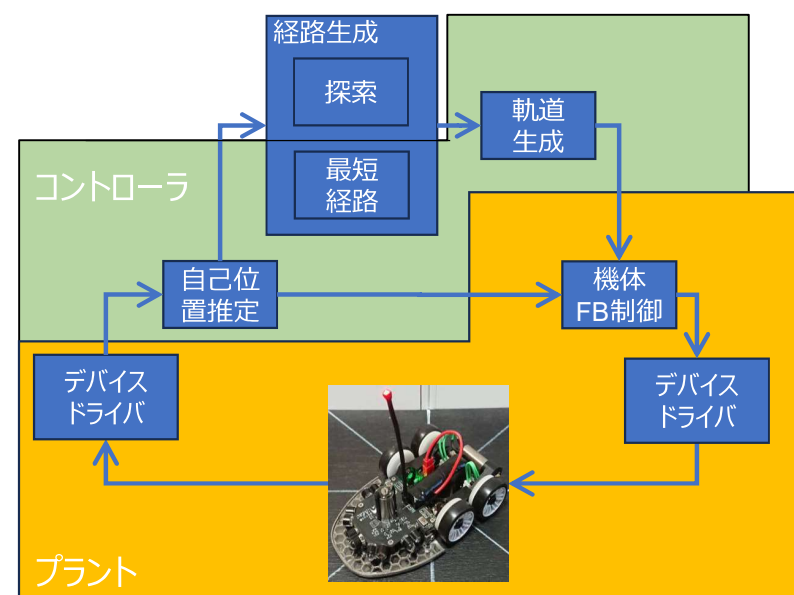 経路生成
探索
最短
経路
軌道
生成
コントローラ
自己位
置推定
機体
FB制御
デバイス
ドライバ
デバイス
ドライバ
プラント